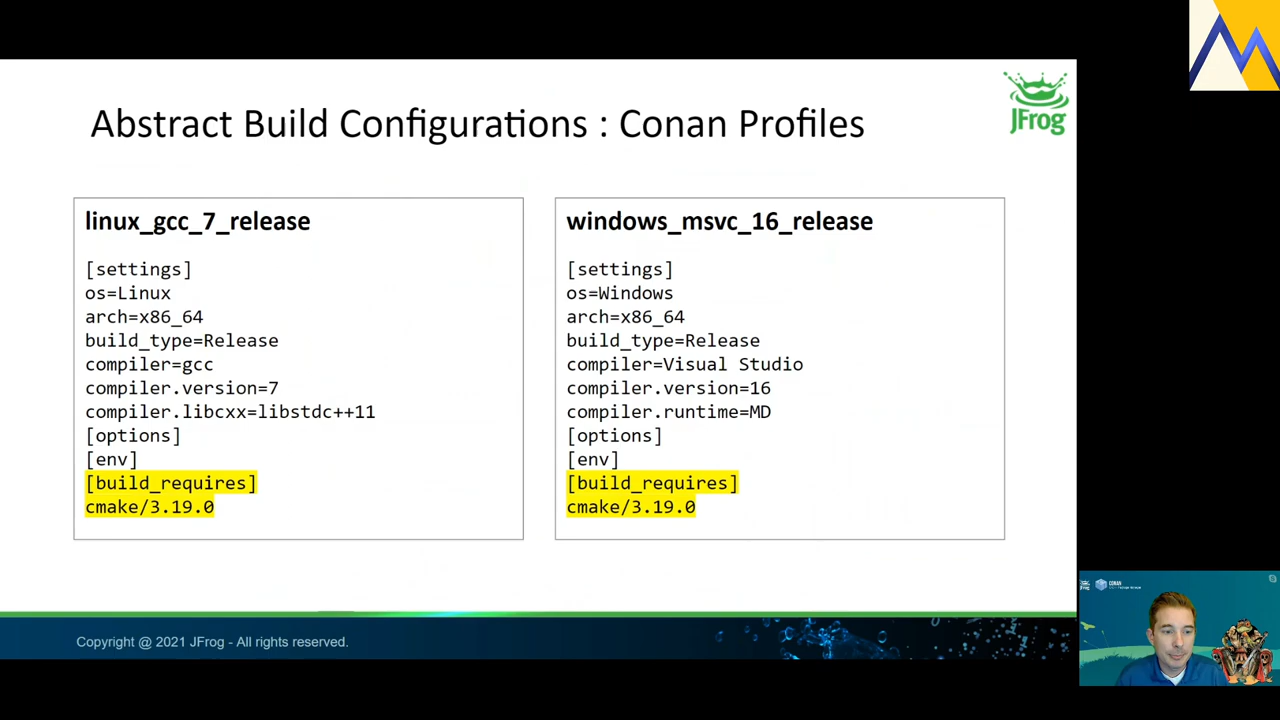 Abstract Build Configurations : Conan Profiles
JFrog
linux_gcc_7_release
[settings]
os=Linux
arch=x86_64
build_type=Release
compiler=gcc
compiler.version=7
compiler.libcxx=libstdc++11
[options]
[env]
[build_requires]
cmake/3.19.0
windows_msvc_16_release
[settings]
os=Windows
arch=x86_64
build_type=Release
compiler=Visual Studio
compiler.version=16
compiler.runtime=MD
[options]
[env]
[build_requires]
cmake/3.19.0
Copyright @ 2021 JFrog - All rights reserved.
CONAN